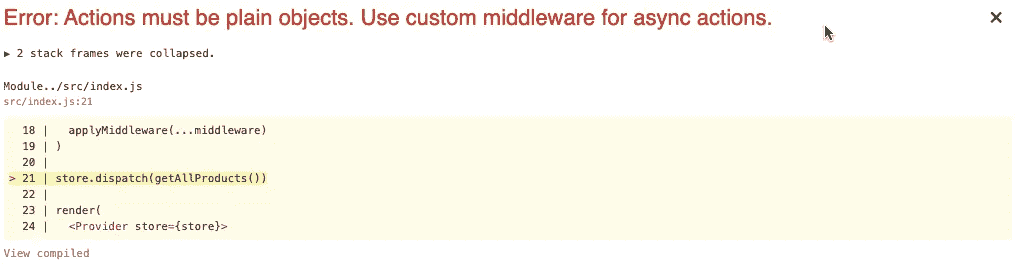 Error: Actions must be plain objects. Use custom middleware for async actions.
×
▶ 2 stack frames were collapsed.
Module../src/index.js
src/index.js:21
18 |   applyMiddleware(...middleware)
19 | )
20 |
> 21 | store.dispatch(getAllProducts())
22 |
23 | render(
24 |   <Provider store={store}>
View compiled